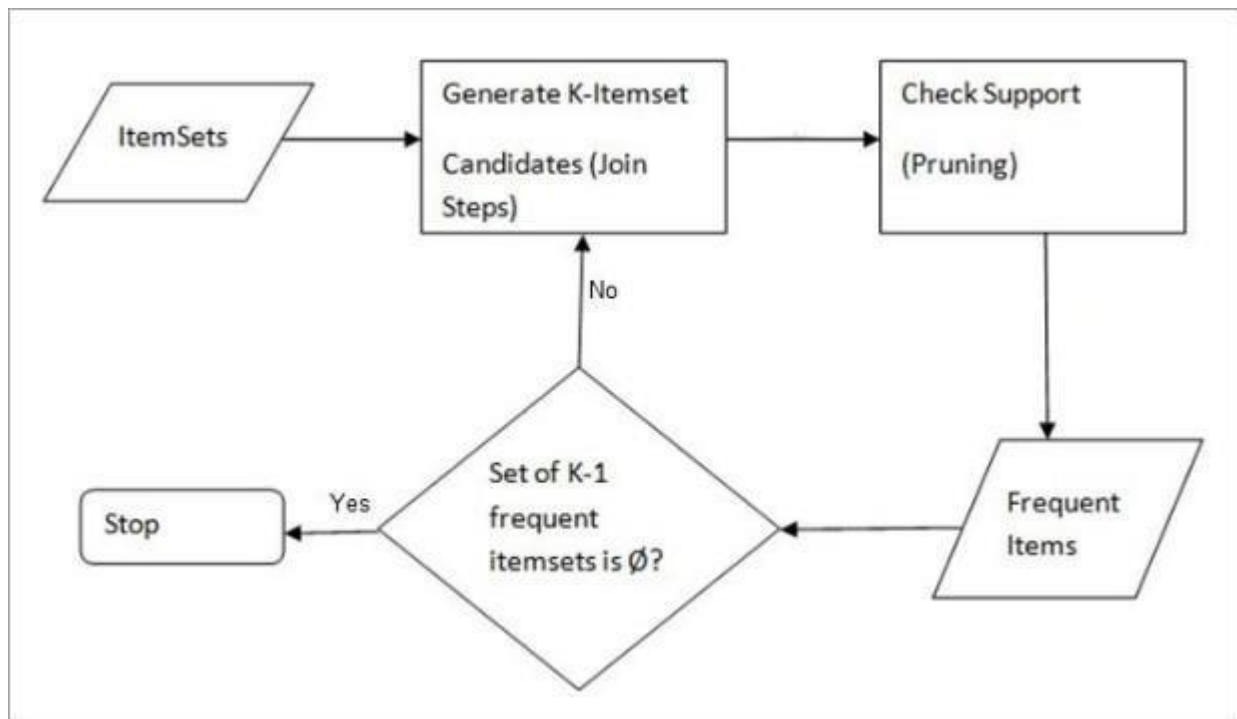 ItemSets
Generate K-Itemset
Candidates (Join
Steps)
Check Support
(Pruning)
No
Set of K-1
frequent
itemsets is Ø?
Yes
Stop
Frequent
Items